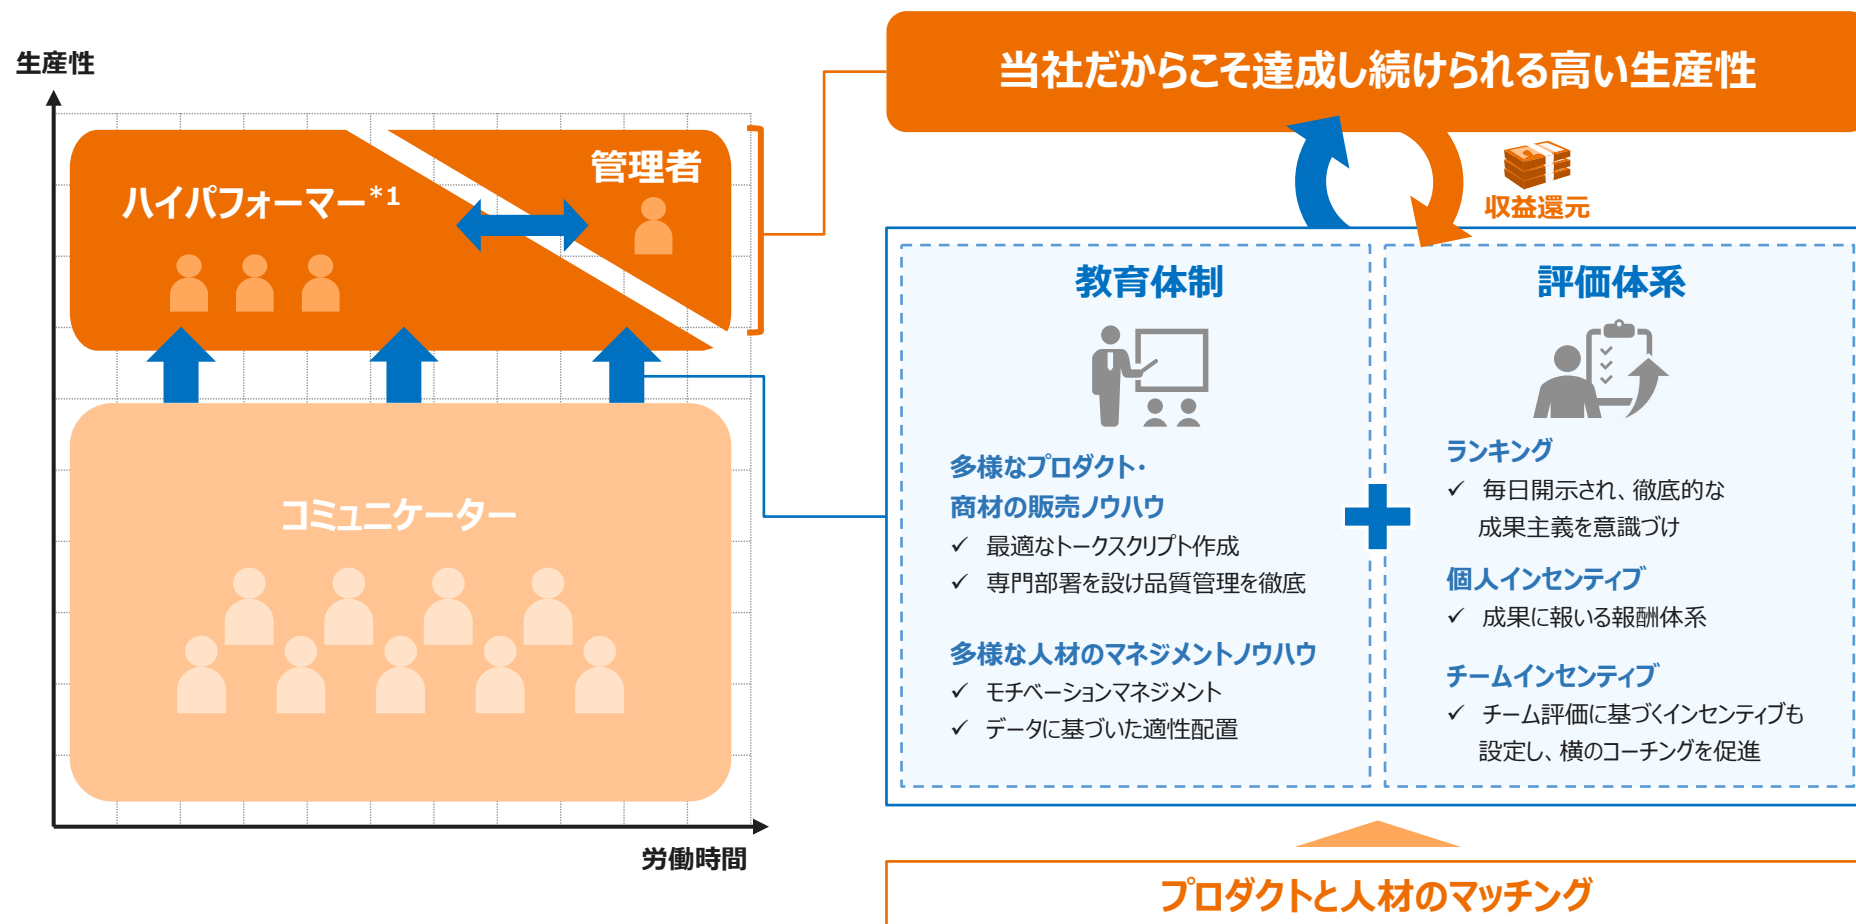 生産性
ハイパフォーマー*1
管理者
コミュニケーター
労働時間
当社だからこそ達成し続けられる高い生産性
収益還元
教育体制
多様なプロダクト・
商材の販売ノウハウ
✓ 最適なトークスクリプト作成
✓ 専門部署を設け品質管理を徹底
多様な人材のマネジメントノウハウ
✓ モチベーションマネジメント
✓ データに基づいた適性配置
評価体系
ランキング
✓ 毎日開示され、徹底的な
成果主義を意識づけ
個人インセンティブ
✓ 成果に報いる報酬体系
チームインセンティブ
✓ チーム評価に基づくインセンティブも
設定し、横のコーチングを促進
プロダクトと人材のマッチング